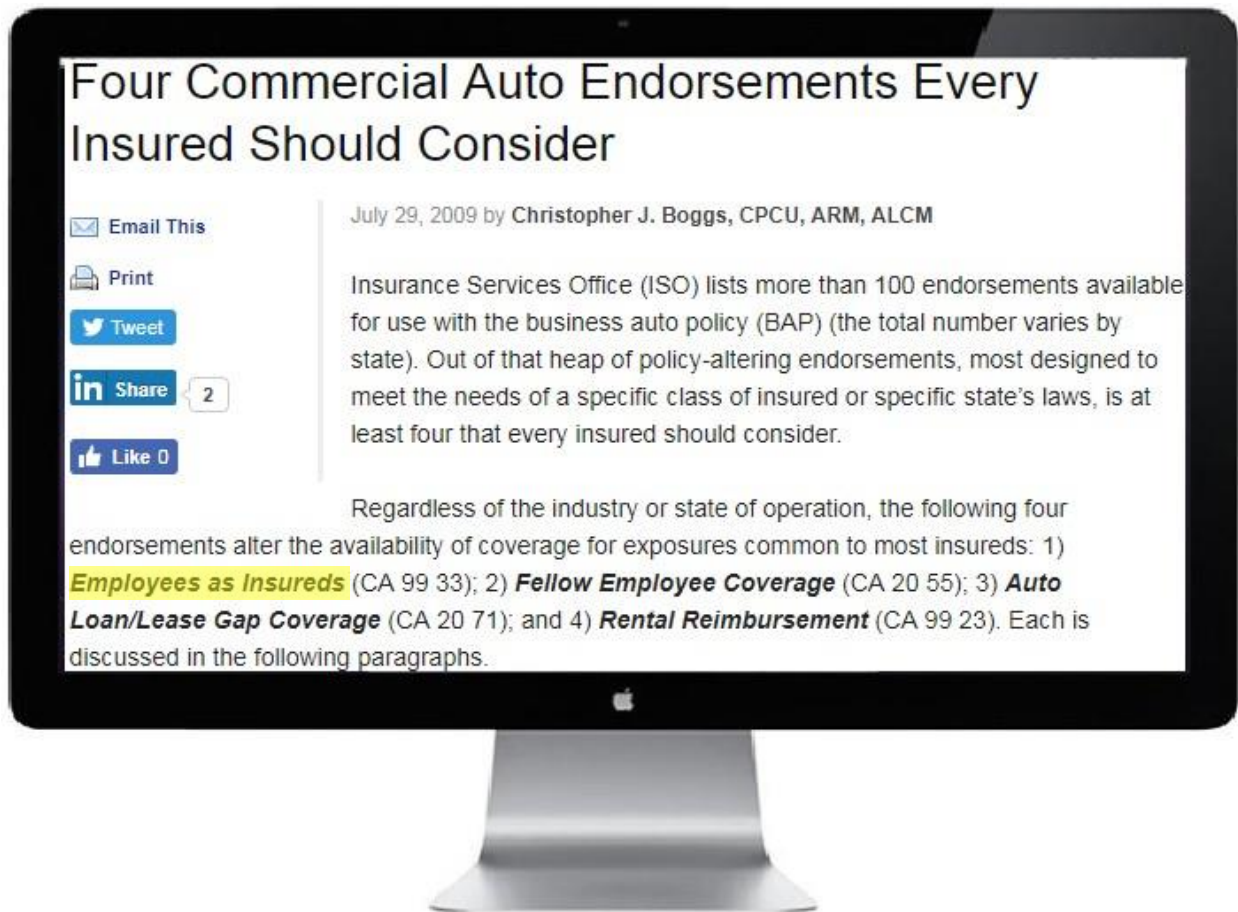 Four Commercial Auto Endorsements Every
Insured Should Consider
Email This
Print
Tweet
in Share 2
Like 0
July 29, 2009 by Christopher J. Boggs, CPCU, ARM, ALCM
Insurance Services Office (ISO) lists more than 100 endorsements available
for use with the business auto policy (BAP) (the total number varies by
state). Out of that heap of policy-altering endorsements, most designed to
meet the needs of a specific class of insured or specific state's laws, is at
least four that every insured should consider.
Regardless of the industry or state of operation, the following four
endorsements alter the availability of coverage for exposures common to most insureds: 1)
Employees as Insureds (CA 99 33); 2) Fellow Employee Coverage (CA 20 55); 3) Auto
Loan/Lease Gap Coverage (CA 20 71); and 4) Rental Reimbursement (CA 99 23). Each is
discussed in the following paragraphs.